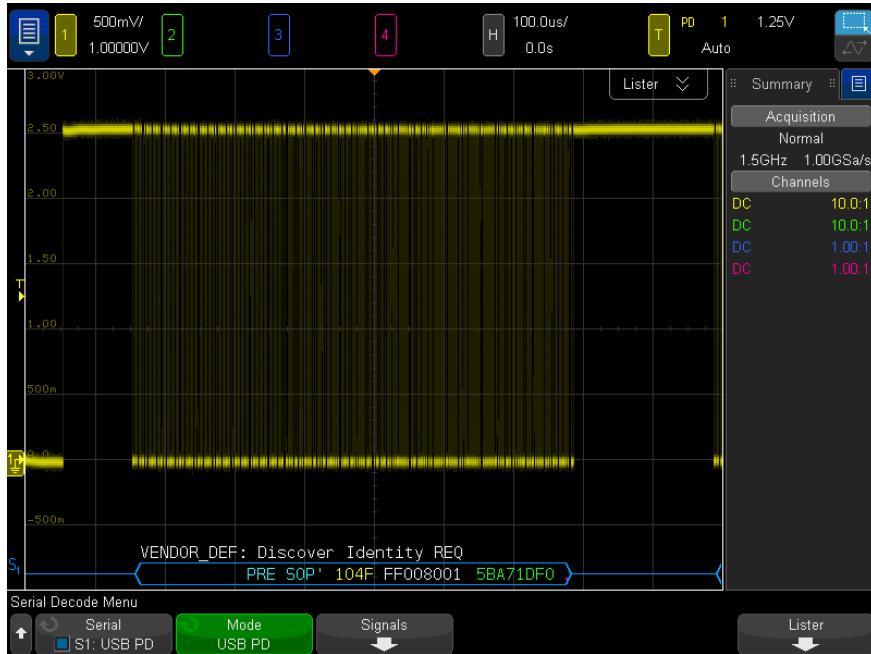 1 500mV/ 2 3 4 H 100.0us/ T PD 1 1.25V
1.00000V 0.0s Auto
3.00V Lister Summary
2.50 Acquisition
Normal
1.5GHz 1.00GSa/s
Channels
2.00 DC 10.0:1
DC 10.0:1
DC 1.00:1
1.50 DC 1.00:1
T
1.00
500m
1 0.0
-500m
VENDOR_DEF: Discover Identity REQ
S1 PRE SOP' 104F FF008001 5BA71DF0
Serial Decode Menu
Serial Mode Signals Lister
S1: USB PD USB PD